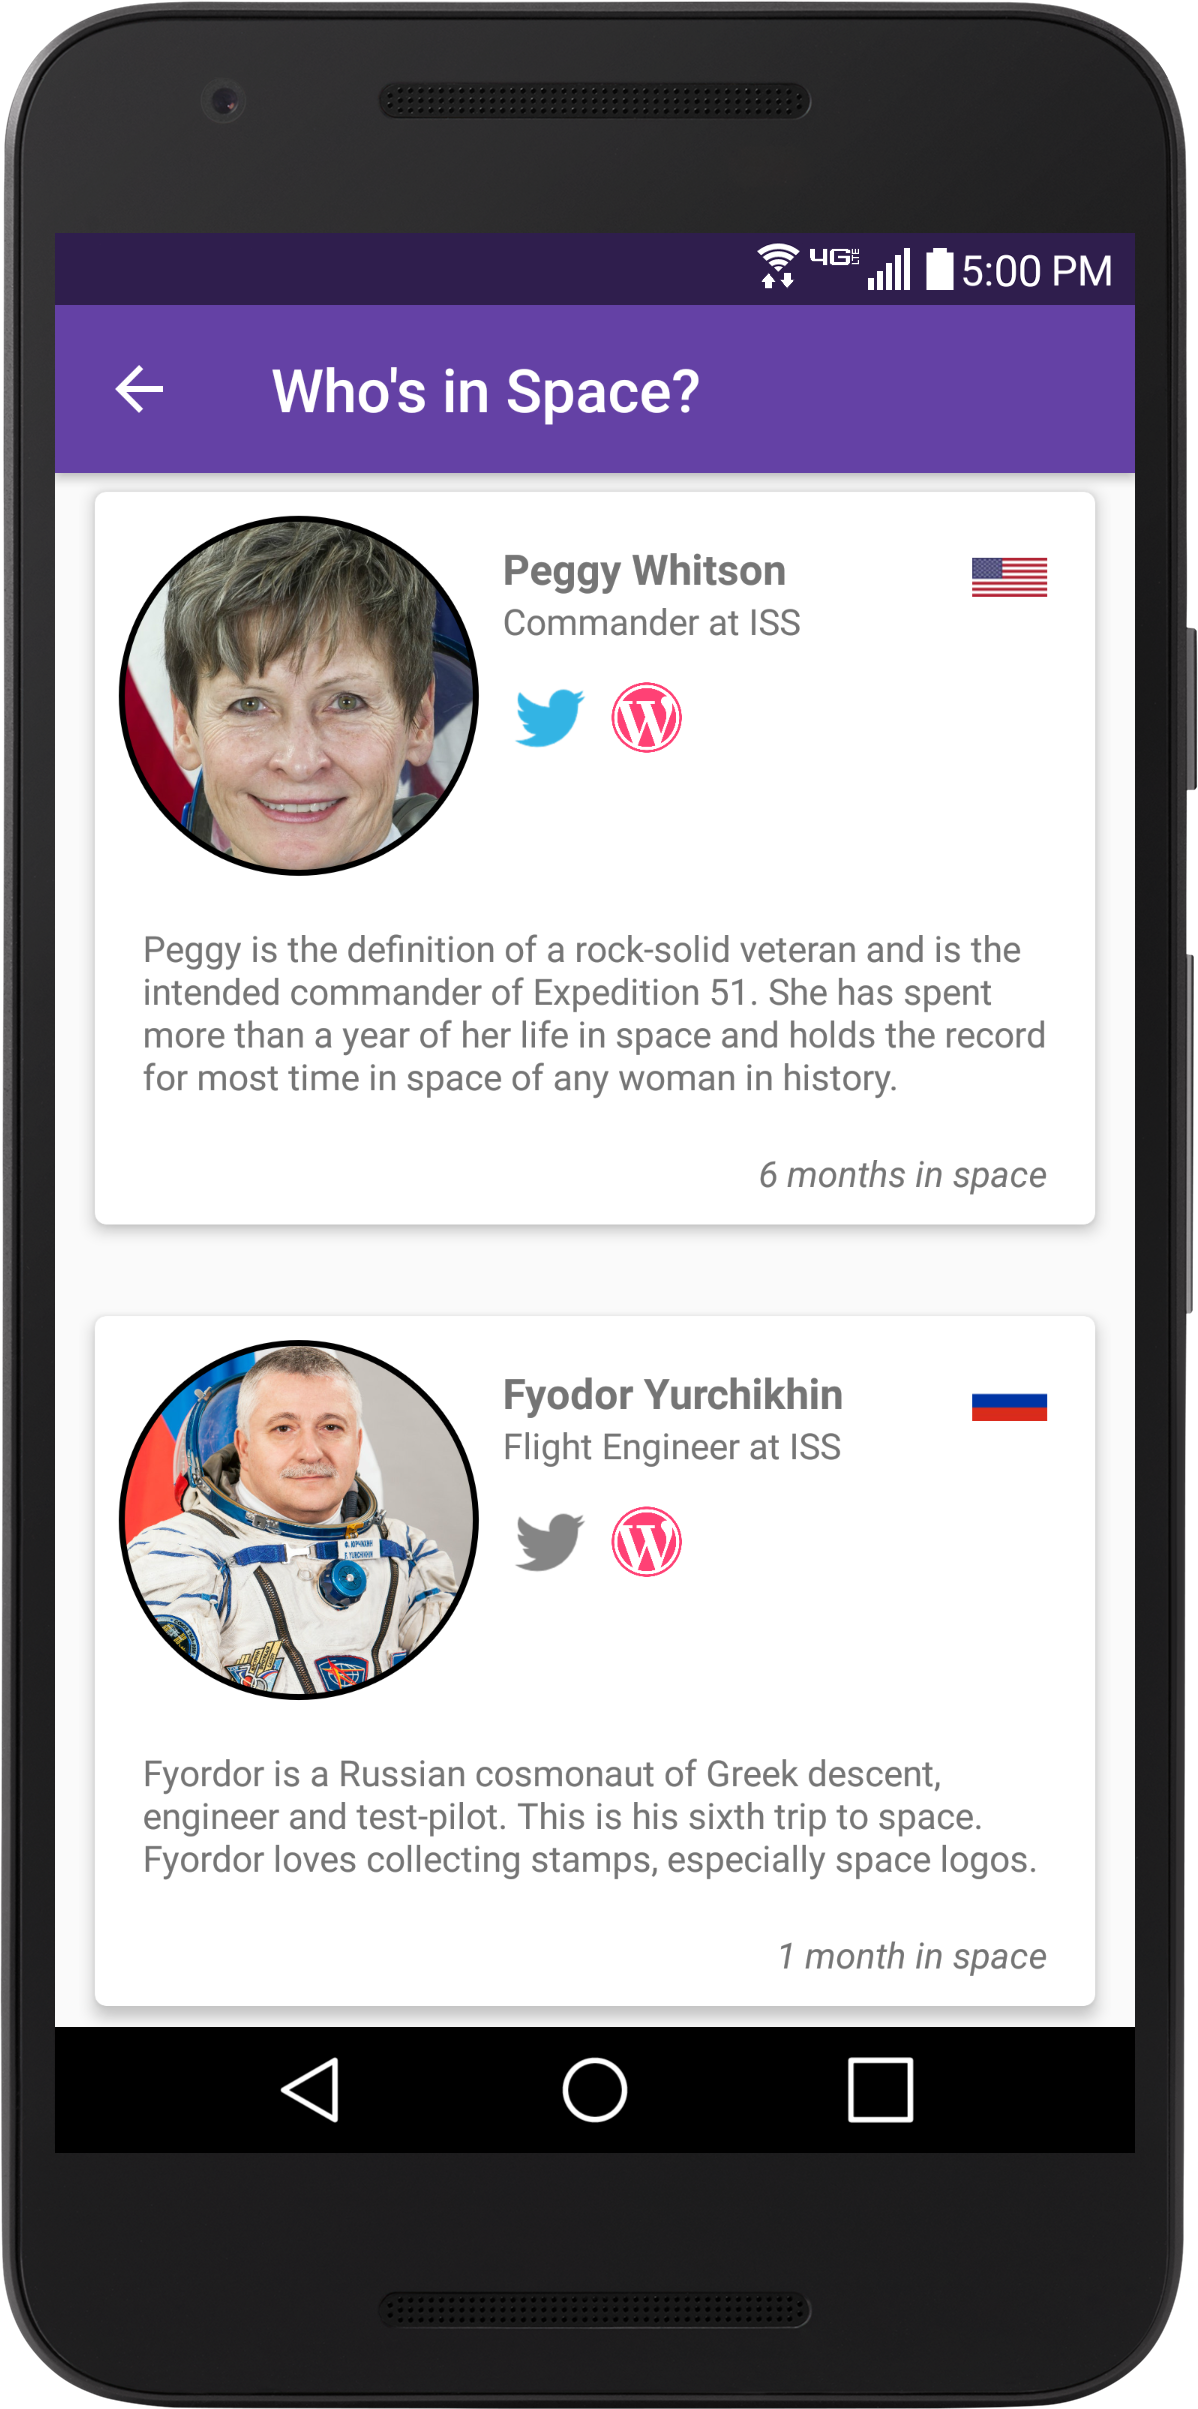 4G LTE 5:00 PM
Who's in Space?
Peggy Whitson
Commander at ISS
Peggy is the definition of a rock-solid veteran and is the
intended commander of Expedition 51. She has spent
more than a year of her life in space and holds the record
for most time in space of any woman in history.
6 months in space
Fyodor Yurchikhin
Flight Engineer at ISS
Fyordor is a Russian cosmonaut of Greek descent,
engineer and test-pilot. This is his sixth trip to space.
Fyordor loves collecting stamps, especially space logos.
1 month in space